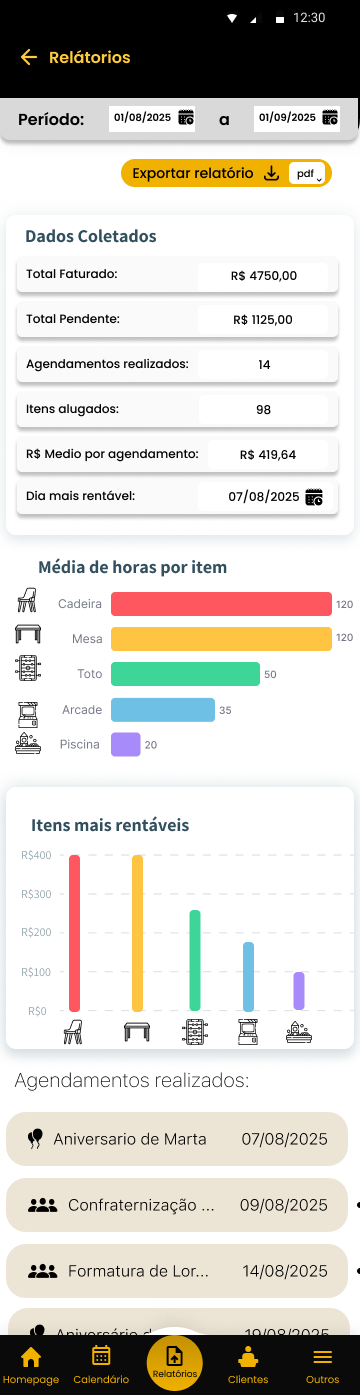 12:30
Relátorios
Período: 01/08/2025 a 01/09/2025
Exportar relatório pdf
Dados Coletados
Total Faturado: R$ 4750,00
Total Pendente: R$ 1125,00
Agendamentos realizados: 14
Itens alugados: 98
R$ Medio por agendamento: R$ 419,64
Dia mais rentável: 07/08/2025
Média de horas por item
Cadeira 120
Mesa 120
Toto 50
Arcade 35
Piscina 20
Itens mais rentáveis
R$400
R$300
R$200
R$100
R$0
Agendamentos realizados:
Aniversario de Marta 07/08/2025
Confraternização ... 09/08/2025
Formatura de Lor... 14/08/2025
Aniversário d 19/08/2025
Homepage Calendário Relatórios Clientes Outros